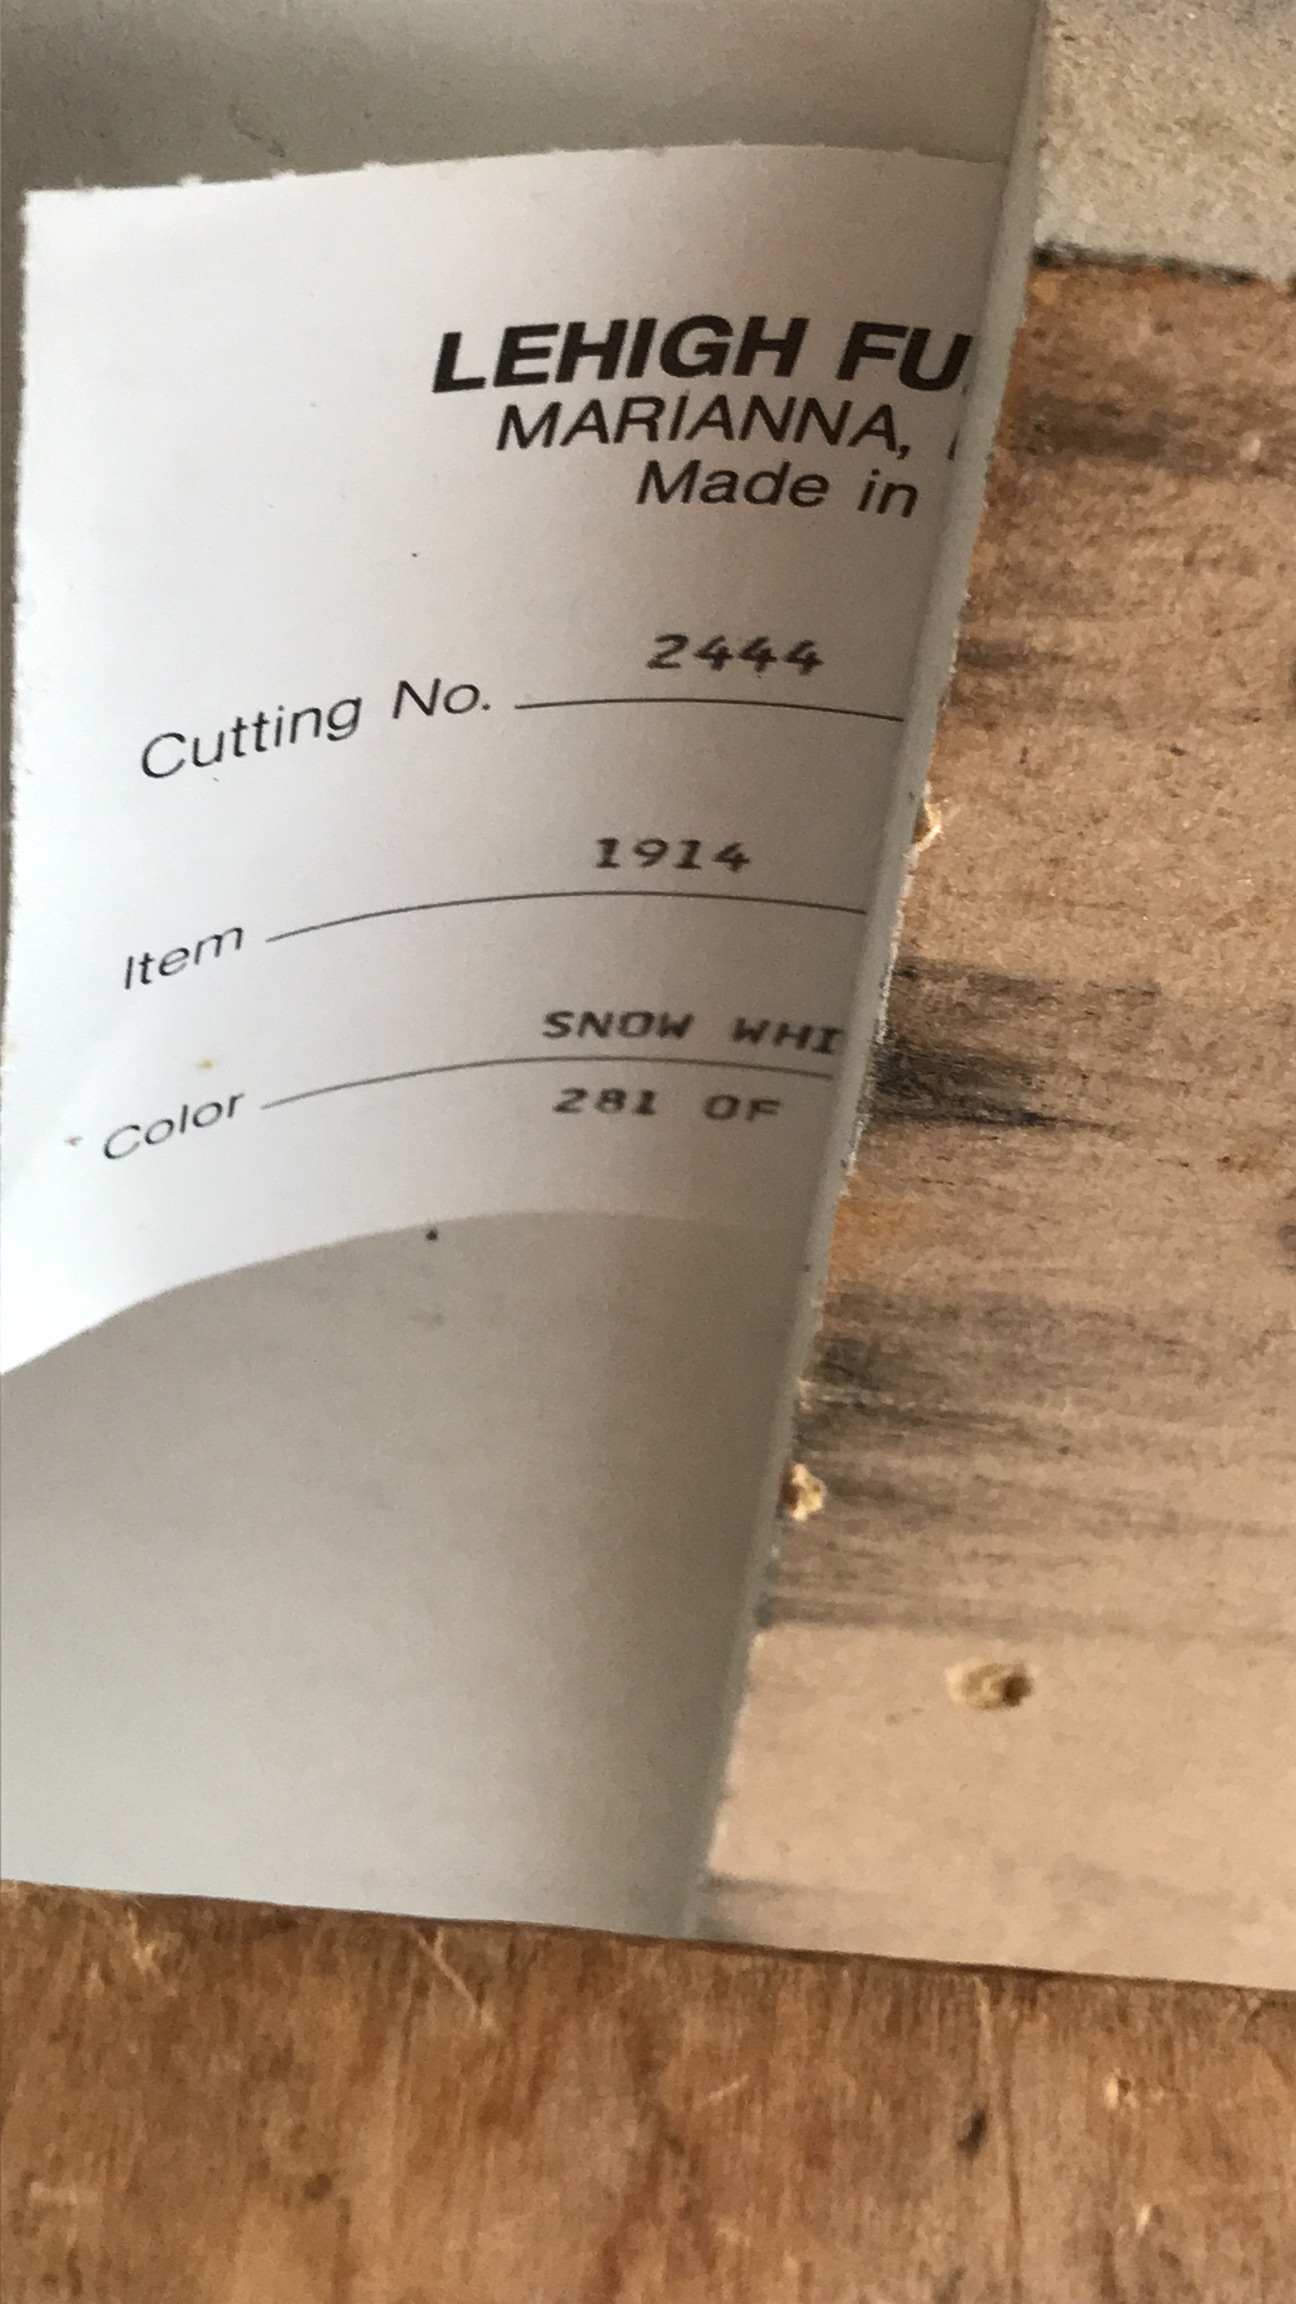 LEHIGH FU
MARIANNA,
Made in
Cutting No. 2444
Item 1914
Color SNOW WHI
281 OF